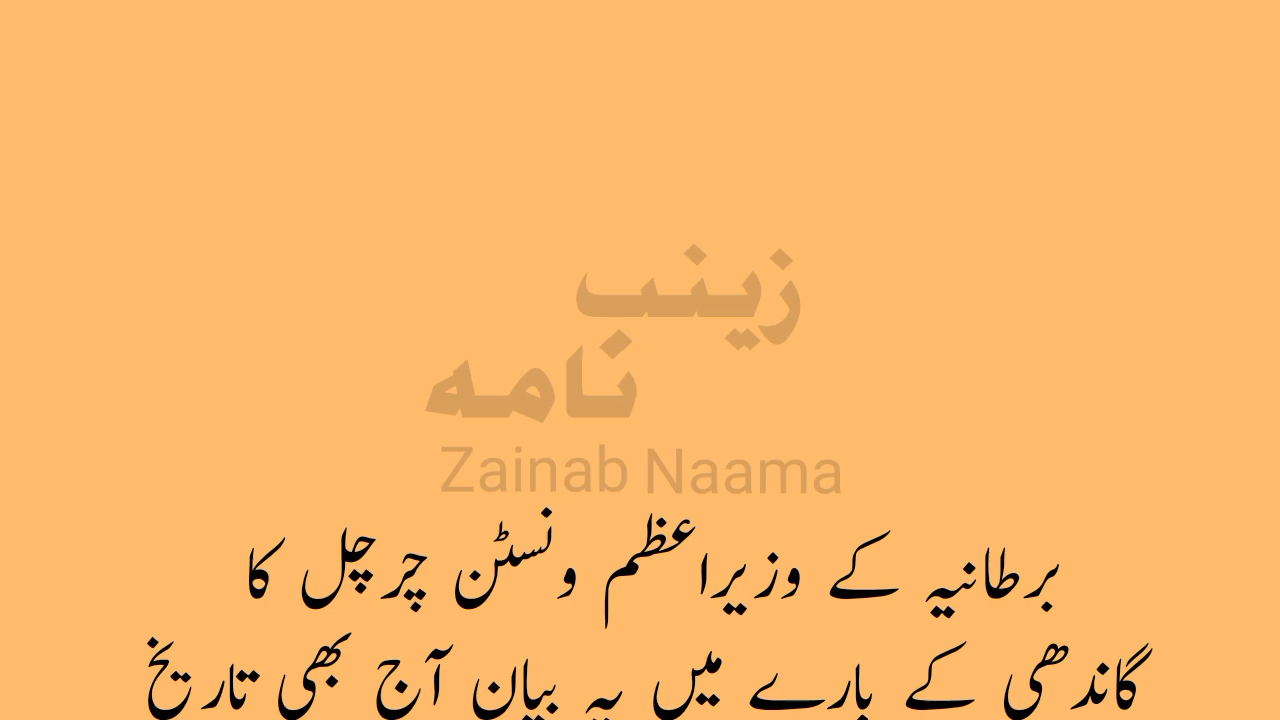 زینب
نامہ
Zainab Naama
برطانیہ کے وزیراعظم ونسٹن چرچل کا
گاندھی کے بارے میں یہ بیان آج بھی تاریخ